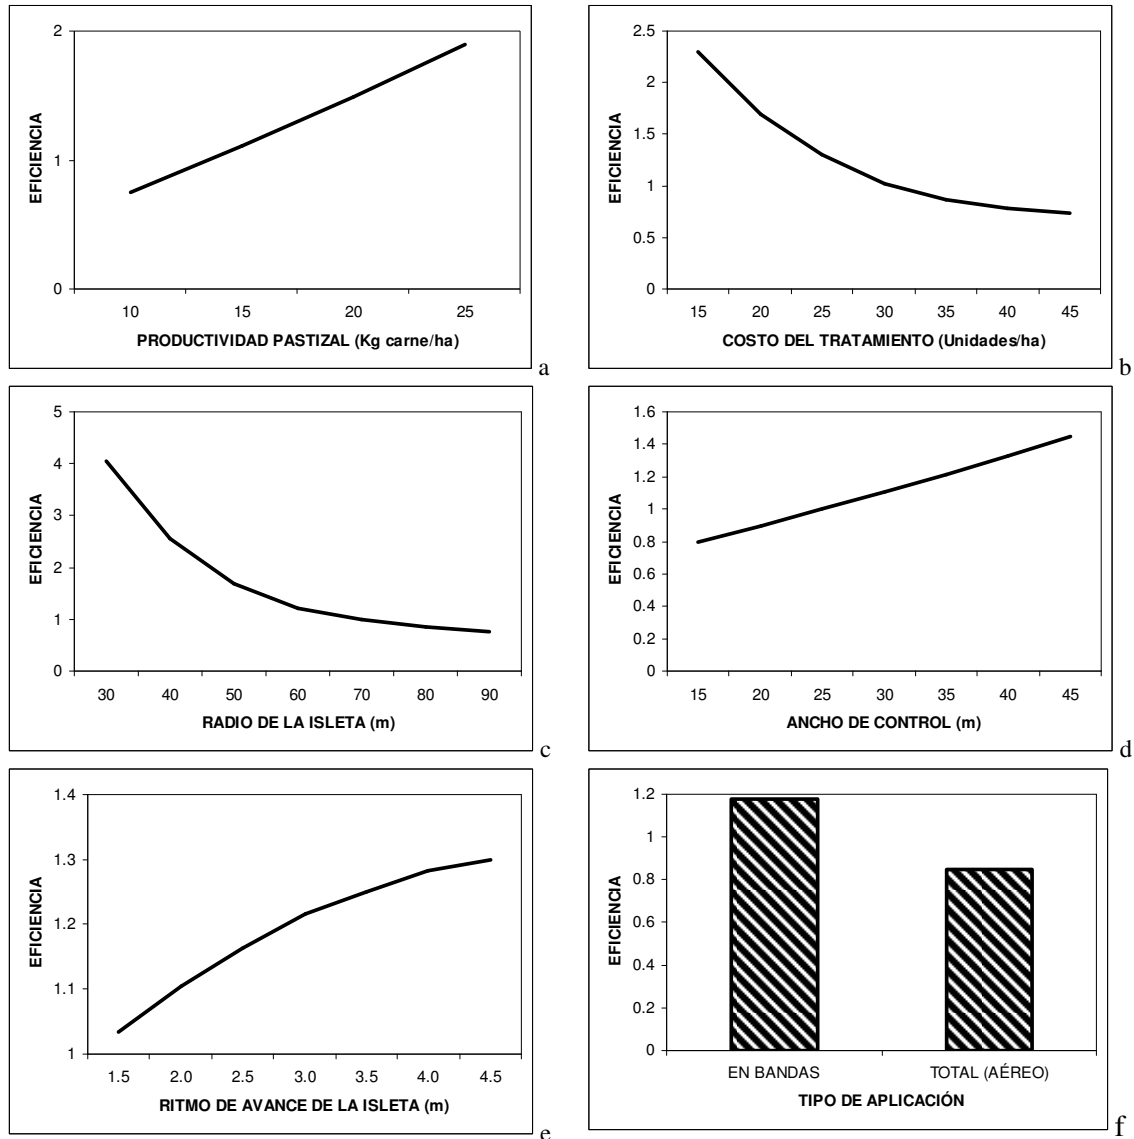 2
1
0
EFICIENCIA
10 15 20 25
PRODUCTIVIDAD PASTIZAL (Kg carne/ha)
a
2.5
2
1.5
1
0.5
0
EFICIENCIA
15 20 25 30 35 40 45
COSTO DEL TRATAMIENTO (Unidades/ha)
b
5
4
3
2
1
0
EFICIENCIA
30 40 50 60 70 80 90
RADIO DE LA ISLETA (m)
c
1.6
1.4
1.2
1
0.8
0.6
0.4
0.2
0
EFICIENCIA
15 20 25 30 35 40 45
ANCHO DE CONTROL (m)
d
1.4
1.3
1.2
1.1
1
EFICIENCIA
1.5 2.0 2.5 3.0 3.5 4.0 4.5
RITMO DE AVANCE DE LA ISLETA (m)
e
1.2
1
0.8
0.6
0.4
0.2
0
EFICIENCIA
EN BANDAS TOTAL (AÉREO)
TIPO DE APLICACIÓN
f